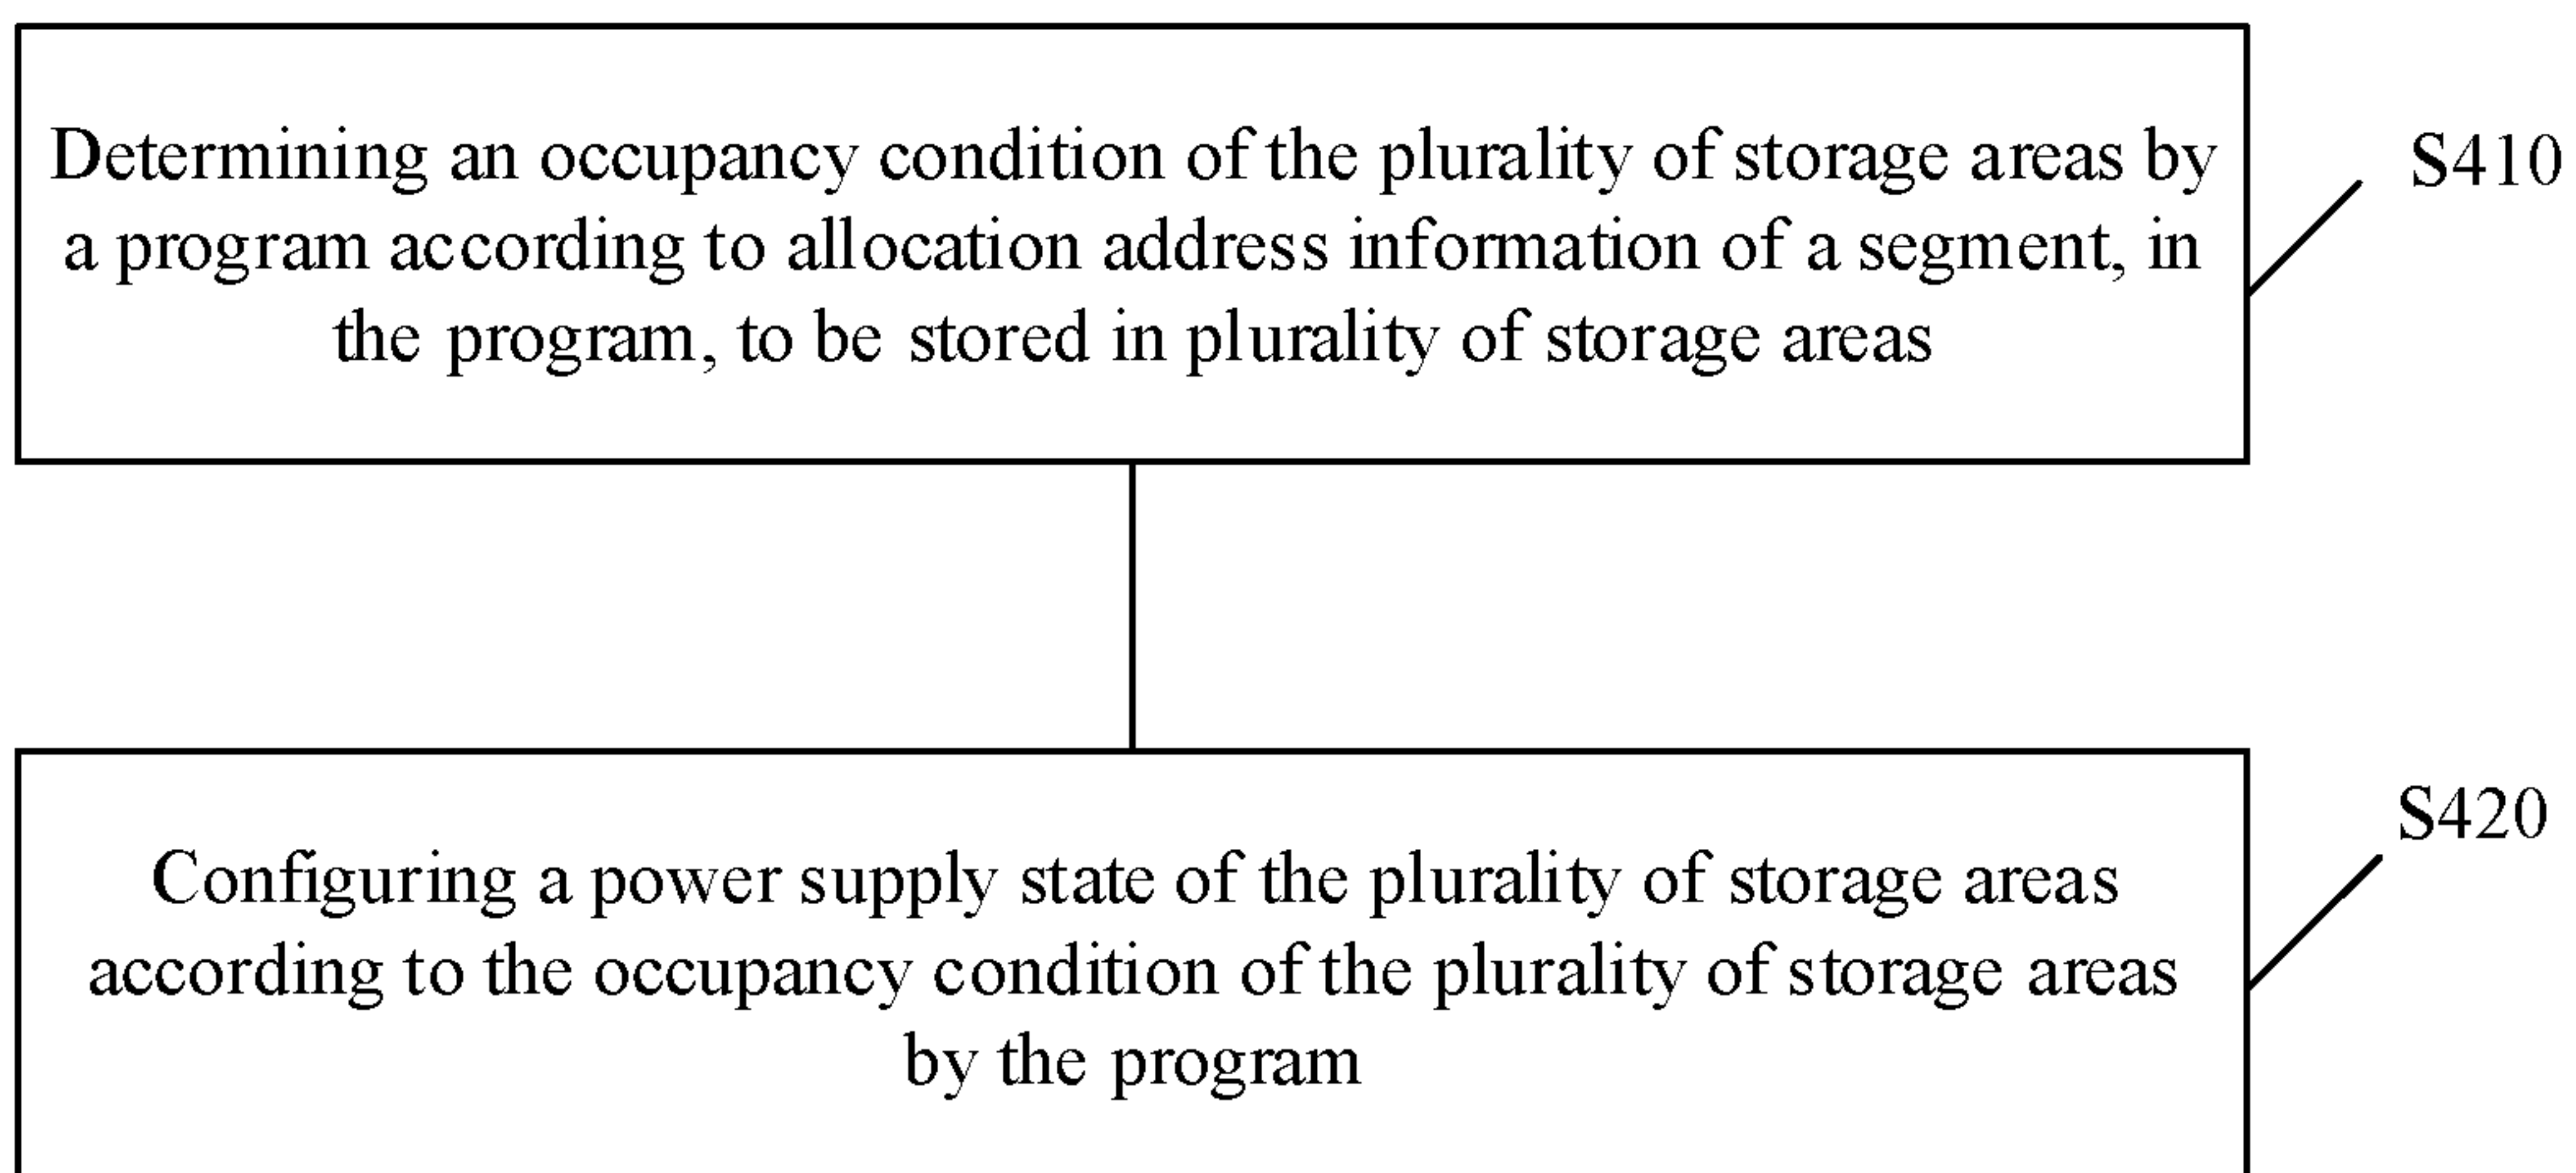 Determining an occupancy condition of the plurality of storage areas by
a program according to allocation address information of a segment, in
the program, to be stored in plurality of storage areas
S410
Configuring a power supply state of the plurality of storage areas
according to the occupancy condition of the plurality of storage areas
by the program
S420